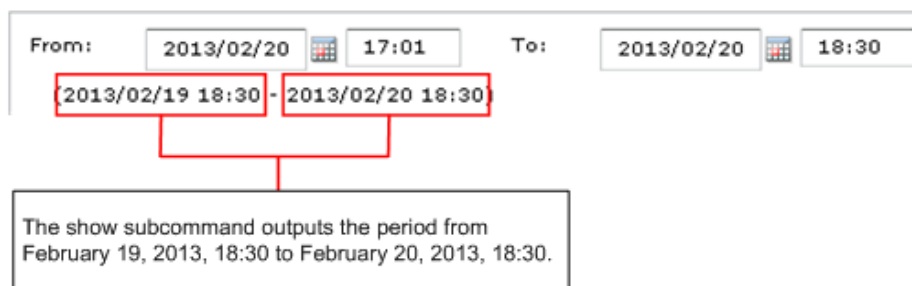 From: 2013/02/20 17:01 To: 2013/02/20 18:30
(2013/02/19 18:30 - 2013/02/20 18:30)
The show subcommand outputs the period from
February 19, 2013, 18:30 to February 20, 2013, 18:30.